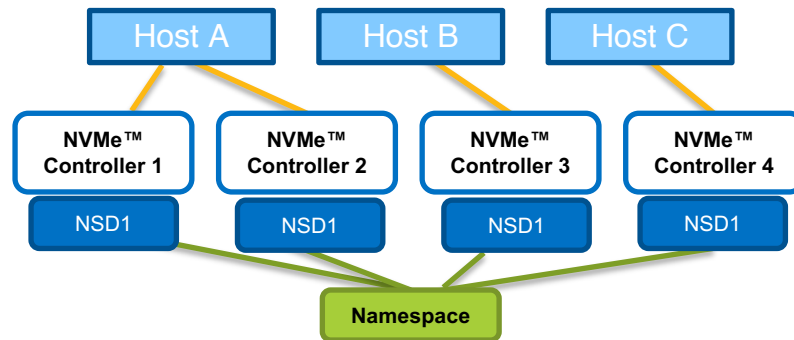 Host A
Host B
Host C
NVMe™
Controller 1
NVMe™
Controller 2
NVMe™
Controller 3
NVMe™
Controller 4
NSD1
NSD1
NSD1
NSD1
Namespace